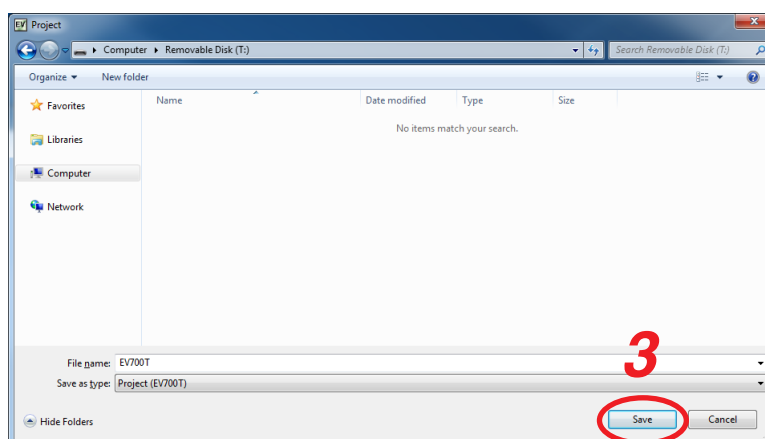 EV Project
Computer Removable Disk (T:) Search Removable Disk (T:)
Organize New folder
Name Date modified Type Size
No items match your search.
Favorites
Libraries
Computer
Network
File name: EV700T
Save as type: Project (EV700T)
3
Hide Folders Save Cancel